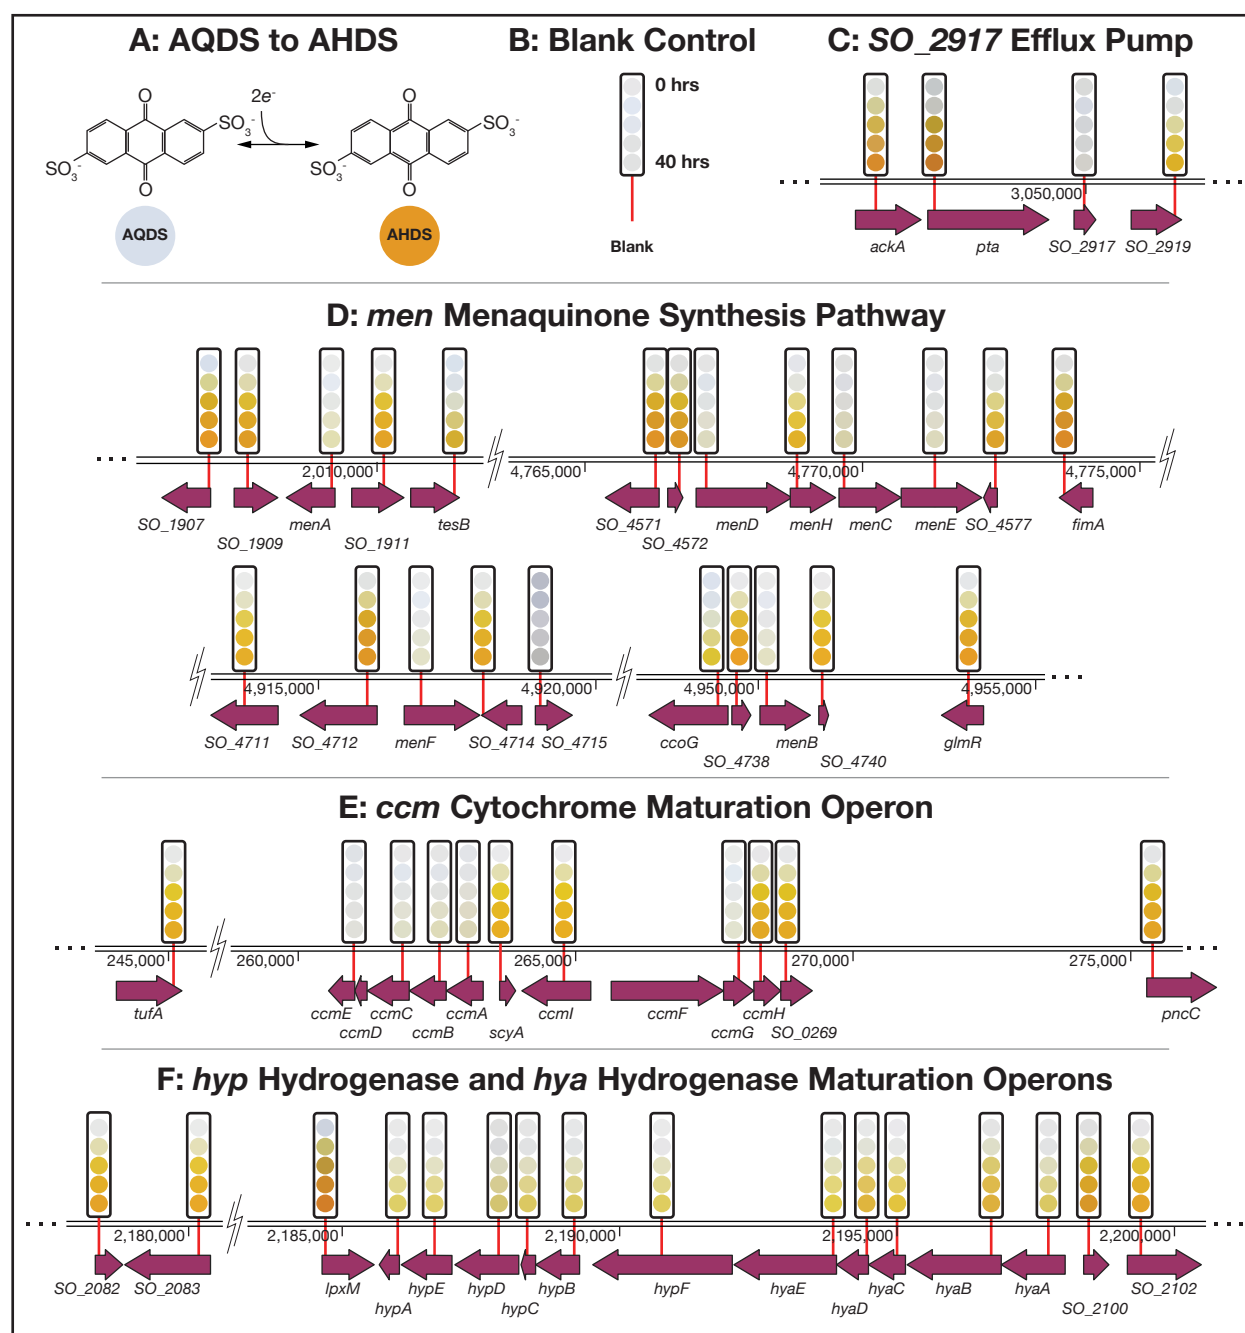 A: AQDS to AHDS
B: Blank Control
C: SO_2917 Efflux Pump
O
O
SO3-
SO3-
2e-
O
O
SO3-
SO3-
AQDS
AHDS
0 hrs
40 hrs
Blank
3,050,000
ackA
pta
SO_2917
SO_2919
D: men Menaquinone Synthesis Pathway
2,010,000
4,765,000
4,770,000
4,775,000
SO_1907
SO_1909
menA
SO_1911
tesB
SO_4571
SO_4572
menD
menH
menC
menE
SO_4577
fimA
4,915,000
4,920,000
4,950,000
4,955,000
SO_4711
SO_4712
menF
SO_4714
SO_4715
ccoG
SO_4738
menB
SO_4740
glmR
E: ccm Cytochrome Maturation Operon
245,000
260,000
265,000
270,000
275,000
tufA
ccmE
ccmD
ccmC
ccmB
ccmA
scyA
ccmI
ccmF
ccmG
ccmH
SO_0269
pncC
F: hyp Hydrogenase and hya Hydrogenase Maturation Operons
2,180,000
2,185,000
2,190,000
2,195,000
2,200,000
SO_2082
SO_2083
lpxM
hypA
hypE
hypD
hypC
hypB
hypF
hyaE
hyaD
hyaC
hyaB
hyaA
SO_2100
SO_2102